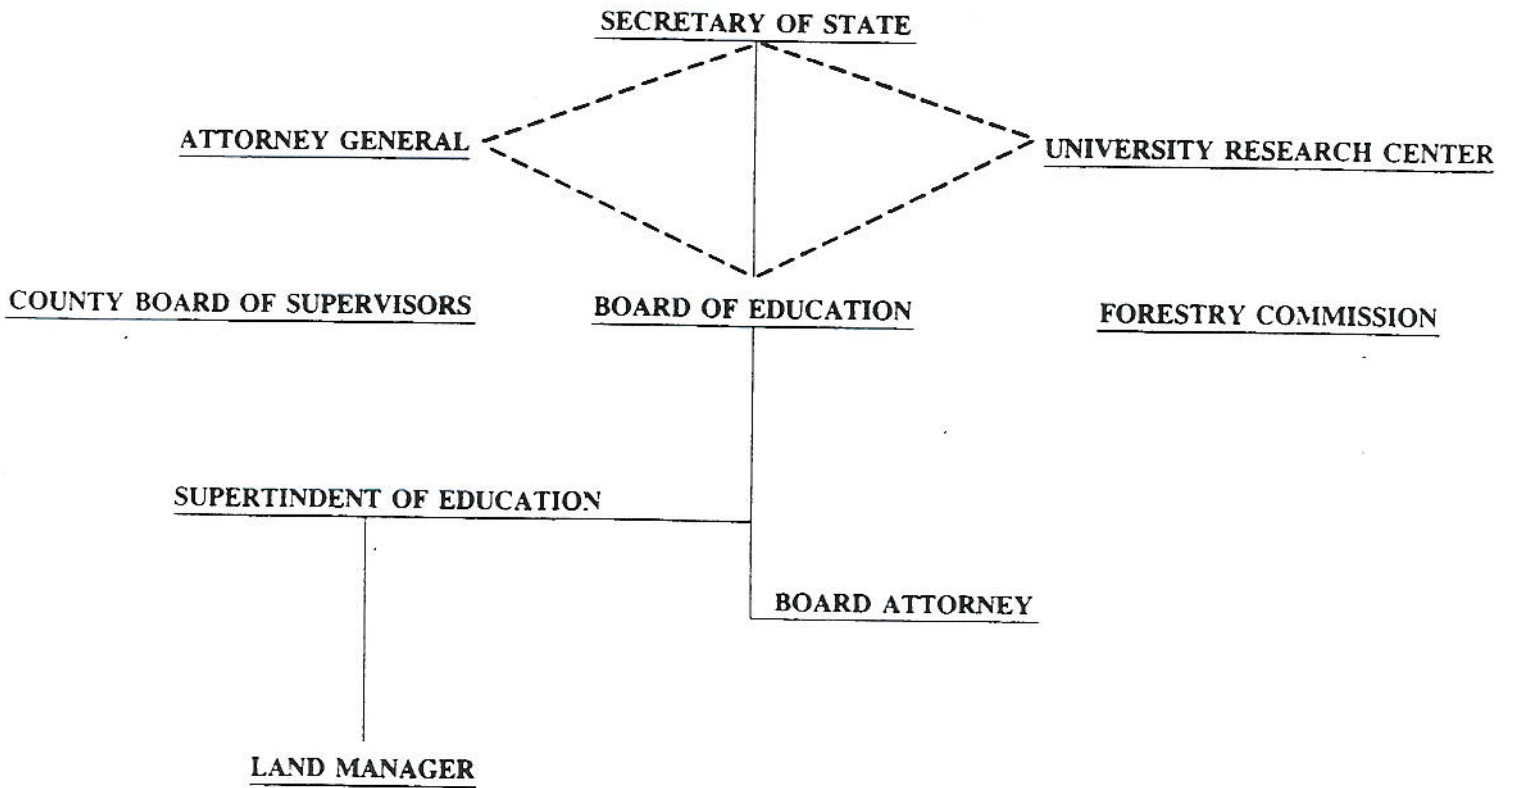 SECRETARY OF STATE
ATTORNEY GENERAL
UNIVERSITY RESEARCH CENTER
COUNTY BOARD OF SUPERVISORS
BOARD OF EDUCATION
FORESTRY COMMISSION
SUPERTINDENT OF EDUCATION
BOARD ATTORNEY
LAND MANAGER